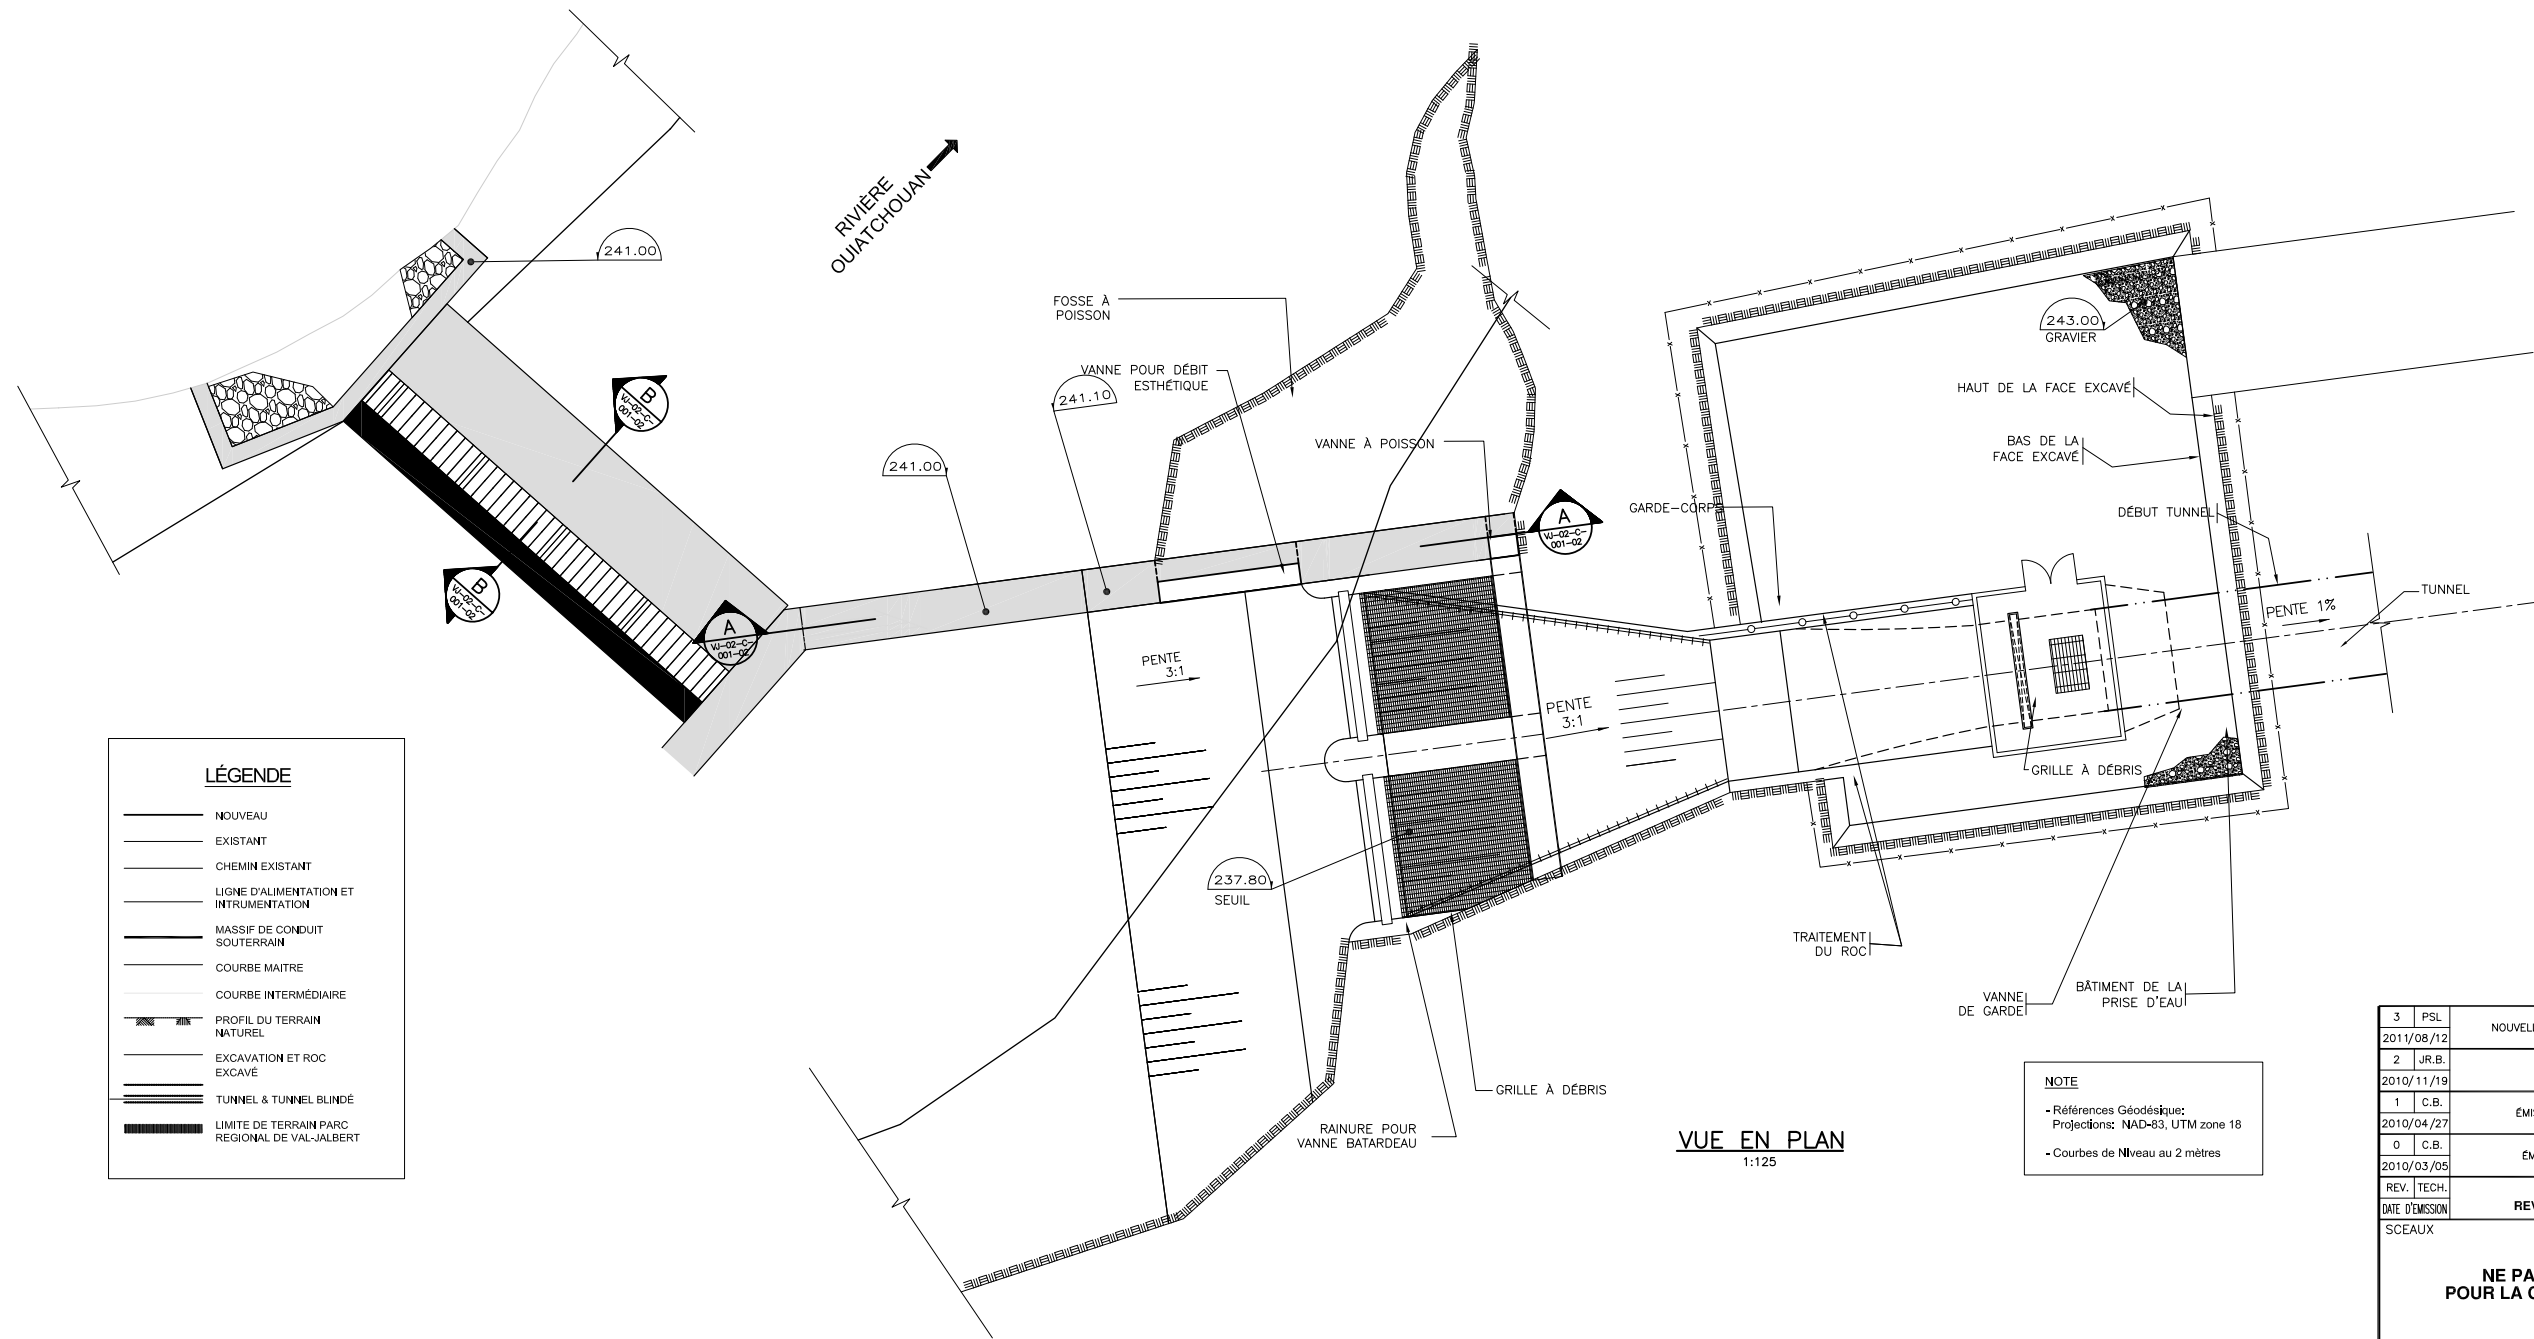 RIVIÈRE
OUIATCHOUAN
241.00
FOSSE À
POISSON
VANNE POUR DÉBIT
ESTHÉTIQUE
241.10
241.00
VANNE À POISSON
B
VJ-02-C-
001-02
B
VJ-02-C-
001-02
A
VJ-02-C-
001-02
A
VJ-02-C-
001-02
243.00
GRAVIER
HAUT DE LA FACE EXCAVÉ
BAS DE LA
FACE EXCAVÉ
GARDE-CORPS
DÉBUT TUNNEL
TUNNEL
PENTE 1%
PENTE
3:1
PENTE
3:1
GRILLE À DÉBRIS
237.80
SEUIL
TRAITEMENT
DU ROC
VANNE
DE GARDE
BÂTIMENT DE LA
PRISE D'EAU
GRILLE À DÉBRIS
RAINURE POUR
VANNE BATARDEAU
VUE EN PLAN
1:125
LÉGENDE
NOUVEAU
EXISTANT
CHEMIN EXISTANT
LIGNE D'ALIMENTATION ET
INTRUMENTATION
MASSIF DE CONDUIT
SOUTERRAIN
COURBE MAITRE
COURBE INTERMÉDIAIRE
PROFIL DU TERRAIN
NATUREL
EXCAVATION ET ROC
EXCAVÉ
TUNNEL & TUNNEL BLINDÉ
LIMITE DE TERRAIN PARC
REGIONAL DE VAL-JALBERT
NOTE
- Références Géodésique:
Projections: NAD-83, UTM zone 18
- Courbes de Niveau au 2 mètres
3 PSL NOUVEL
2011/08/12
2 JR.B.
2010/11/19
1 C.B. ÉMIS
2010/04/27
0 C.B. ÉM
2010/03/05
REV. TECH.
DATE D'EMISSION REV
SCEAUX
NE PA
POUR LA C